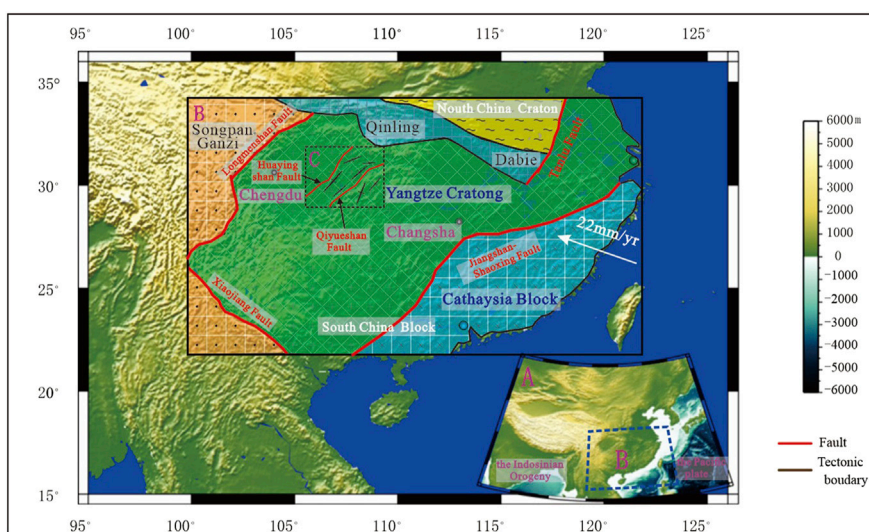 95°
100°
105°
110°
115°
120°
125°
35°
30°
25°
20°
15°
95°
100°
105°
110°
115°
120°
125°
B
Songpan
Ganzi
Longmenshan Fault
Qinling
Nouth China Craton
Dabie
Tanlu Fault
C
Huaying
shan Fault
Chengdu
Yangtze Cratong
Qiyueshan
Fault
Changsha
22mm/yr
Jiangshan-
Shaoxing Fault
Xiaojiang Fault
Cathaysia Block
South China Block
A
B
the Indosinian
Orogeny
plate
6000m
5000
4000
3000
2000
1000
0
-1000
-2000
-3000
-4000
-5000
-6000
Fault
Tectonic
boudary